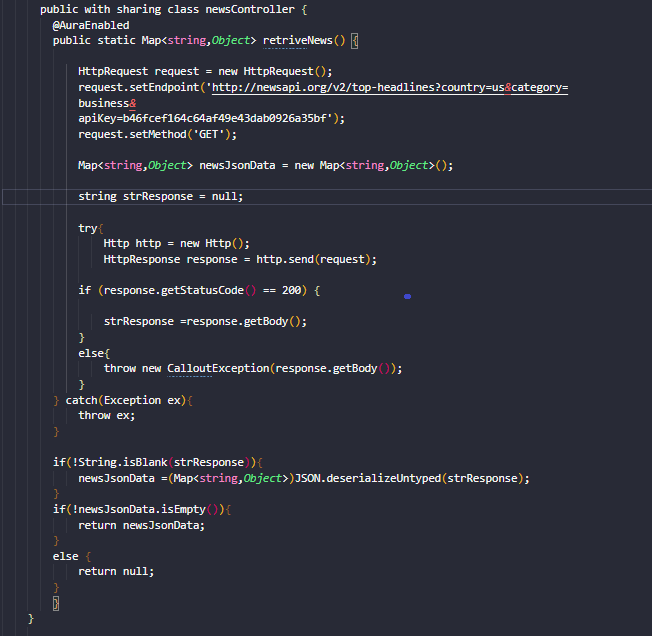 public with sharing class newsController {
@AuraEnabled
public static Map<string,Object> retriveNews() {
HttpRequest request = new HttpRequest();
request.setEndpoint('http://newsapi.org/v2/top-headlines?country=us&category=
business&
apiKey=b46fcef164c64af49e43dab0926a35bf');
request.setMethod('GET');
Map<string,Object> newsJsonData = new Map<string,Object>();
string strResponse = null;
try{
Http http = new Http();
HttpResponse response = http.send(request);
if (response.getStatusCode() == 200) {
strResponse =response.getBody();
}
else{
throw new CalloutException(response.getBody());
}
} catch(Exception ex){
throw ex;
}
if(!String.isBlank(strResponse)){
newsJsonData =(Map<string,Object>)JSON.deserializeUntyped(strResponse);
}
if(!newsJsonData.isEmpty()){
return newsJsonData;
}
else {
return null;
}
}
}